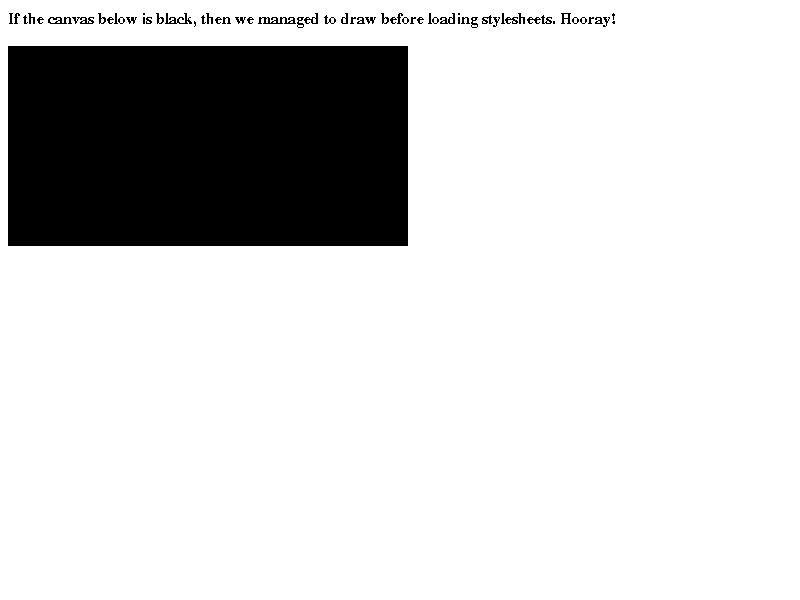 If the canvas below is black, then we managed to draw before loading stylesheets. Hooray!